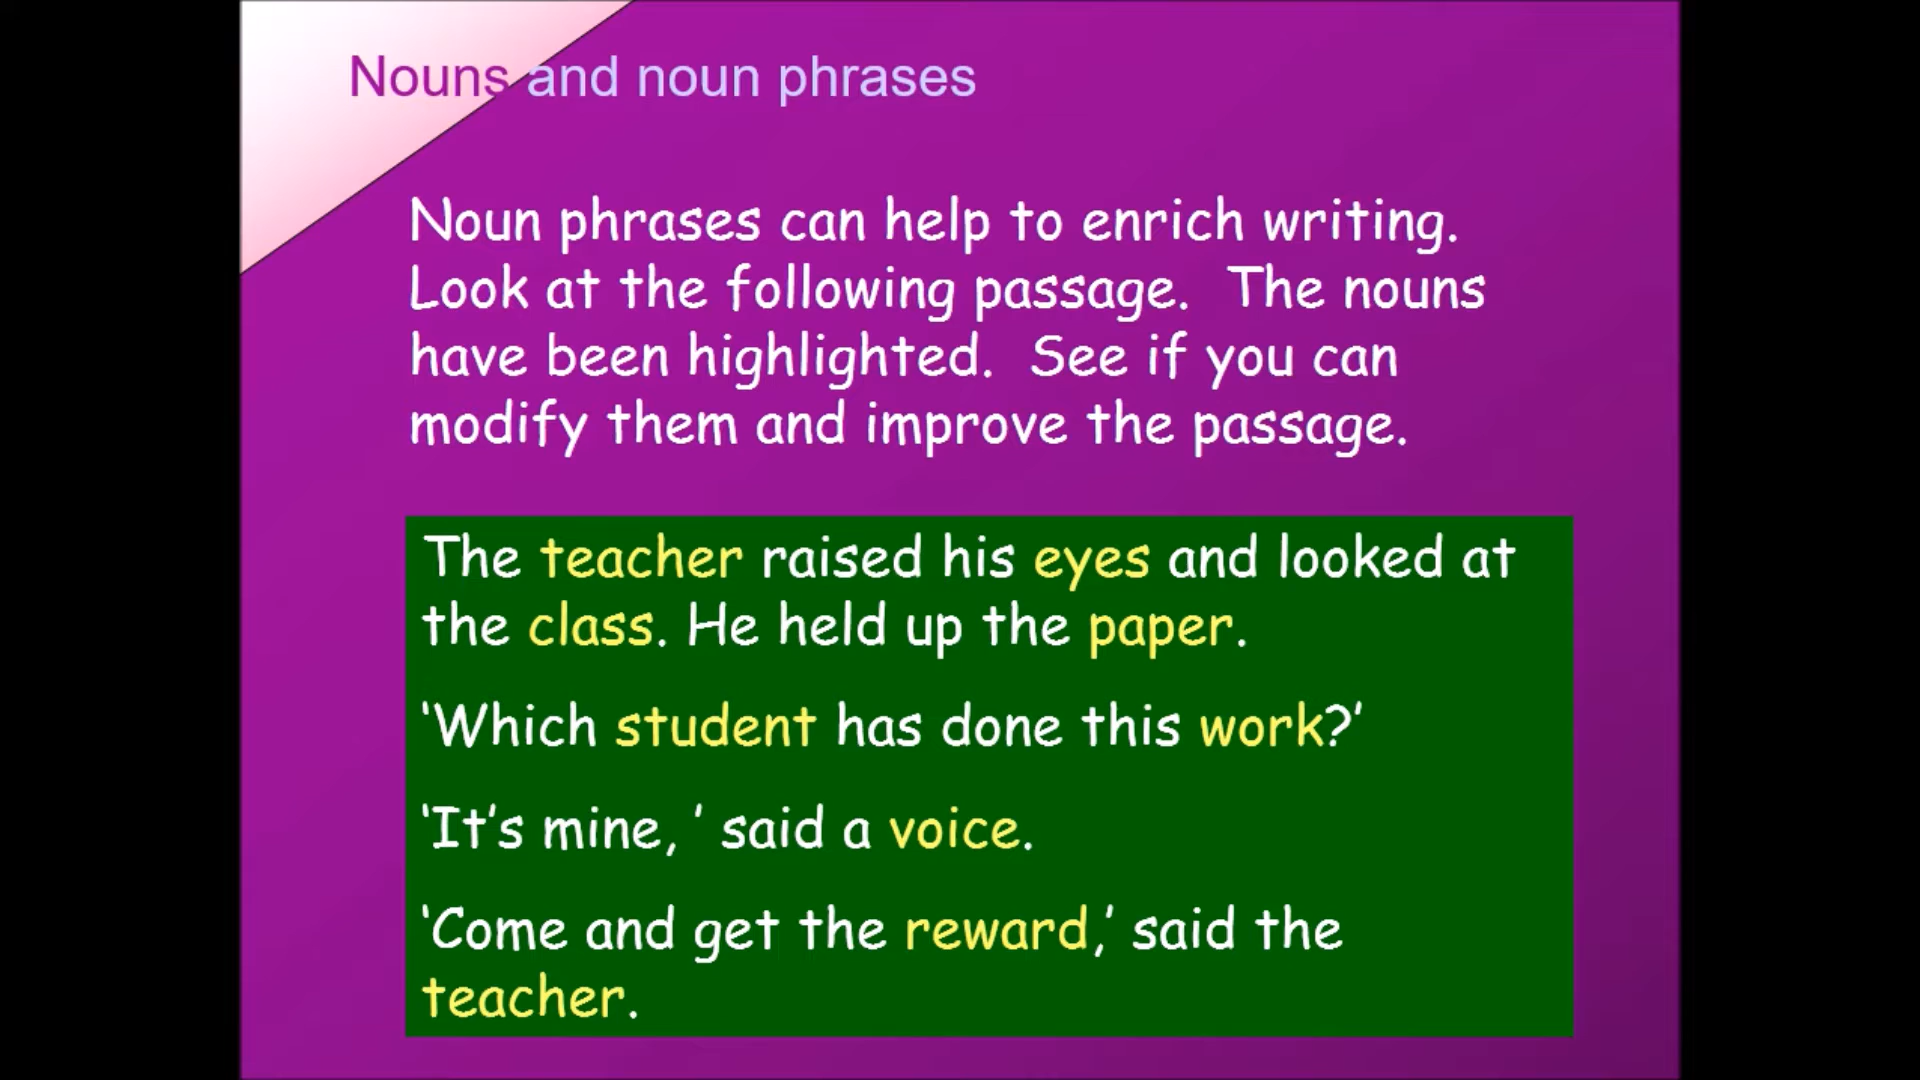 Nouns and noun phrases
Noun phrases can help to enrich writing.
Look at the following passage.  The nouns
have been highlighted.  See if you can
modify them and improve the passage.
The teacher raised his eyes and looked at
the class. He held up the paper.
‘Which student has done this work?’
‘It’s mine, ’ said a voice.
‘Come and get the reward,’ said the
teacher.